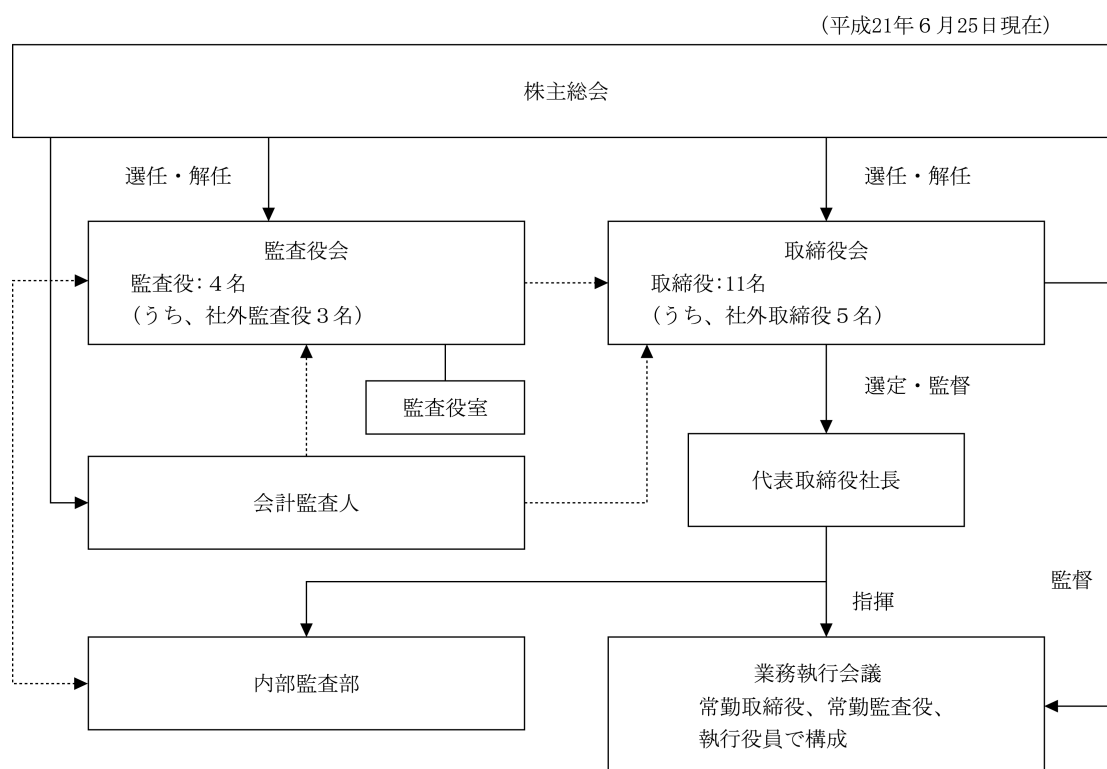 （平成21年６月25日現在）
株主総会
選任・解任
選任・解任
監査役会
監査役：４名
（うち、社外監査役３名）
取締役会
取締役：11名
（うち、社外取締役５名）
監査役室
選定・監督
会計監査人
代表取締役社長
監督
指揮
内部監査部
業務執行会議
常勤取締役、常勤監査役、
執行役員で構成